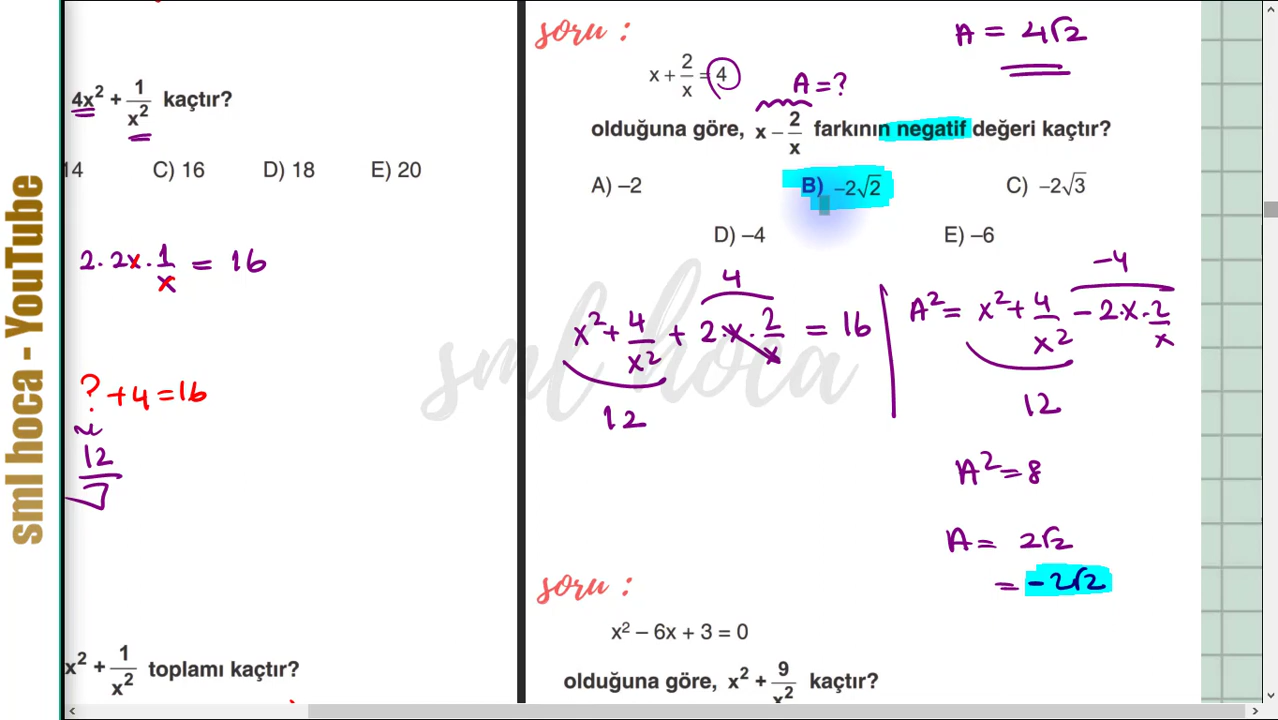 sml hoca - YouTube
4x² + 1/x² kaçtır?
14 C) 16 D) 18 E) 20
2·2x·1/x = 16
? + 4 = 16
12
x² + 1/x² toplamı kaçtır?
soru :
A = 4√2
x + 2/x = 4
A = ?
olduğuna göre, x – 2/x farkının negatif değeri kaçtır?
A) –2 B) –2√2 C) –2√3
D) –4 E) –6
4
x² + 4/x² + 2·x·2/x = 16
12
-4
A² = x² + 4/x² - 2·x·2/x
12
A² = 8
A = 2√2
= -2√2
sml hoca
soru :
x² – 6x + 3 = 0
olduğuna göre, x² + 9/x² kaçtır?